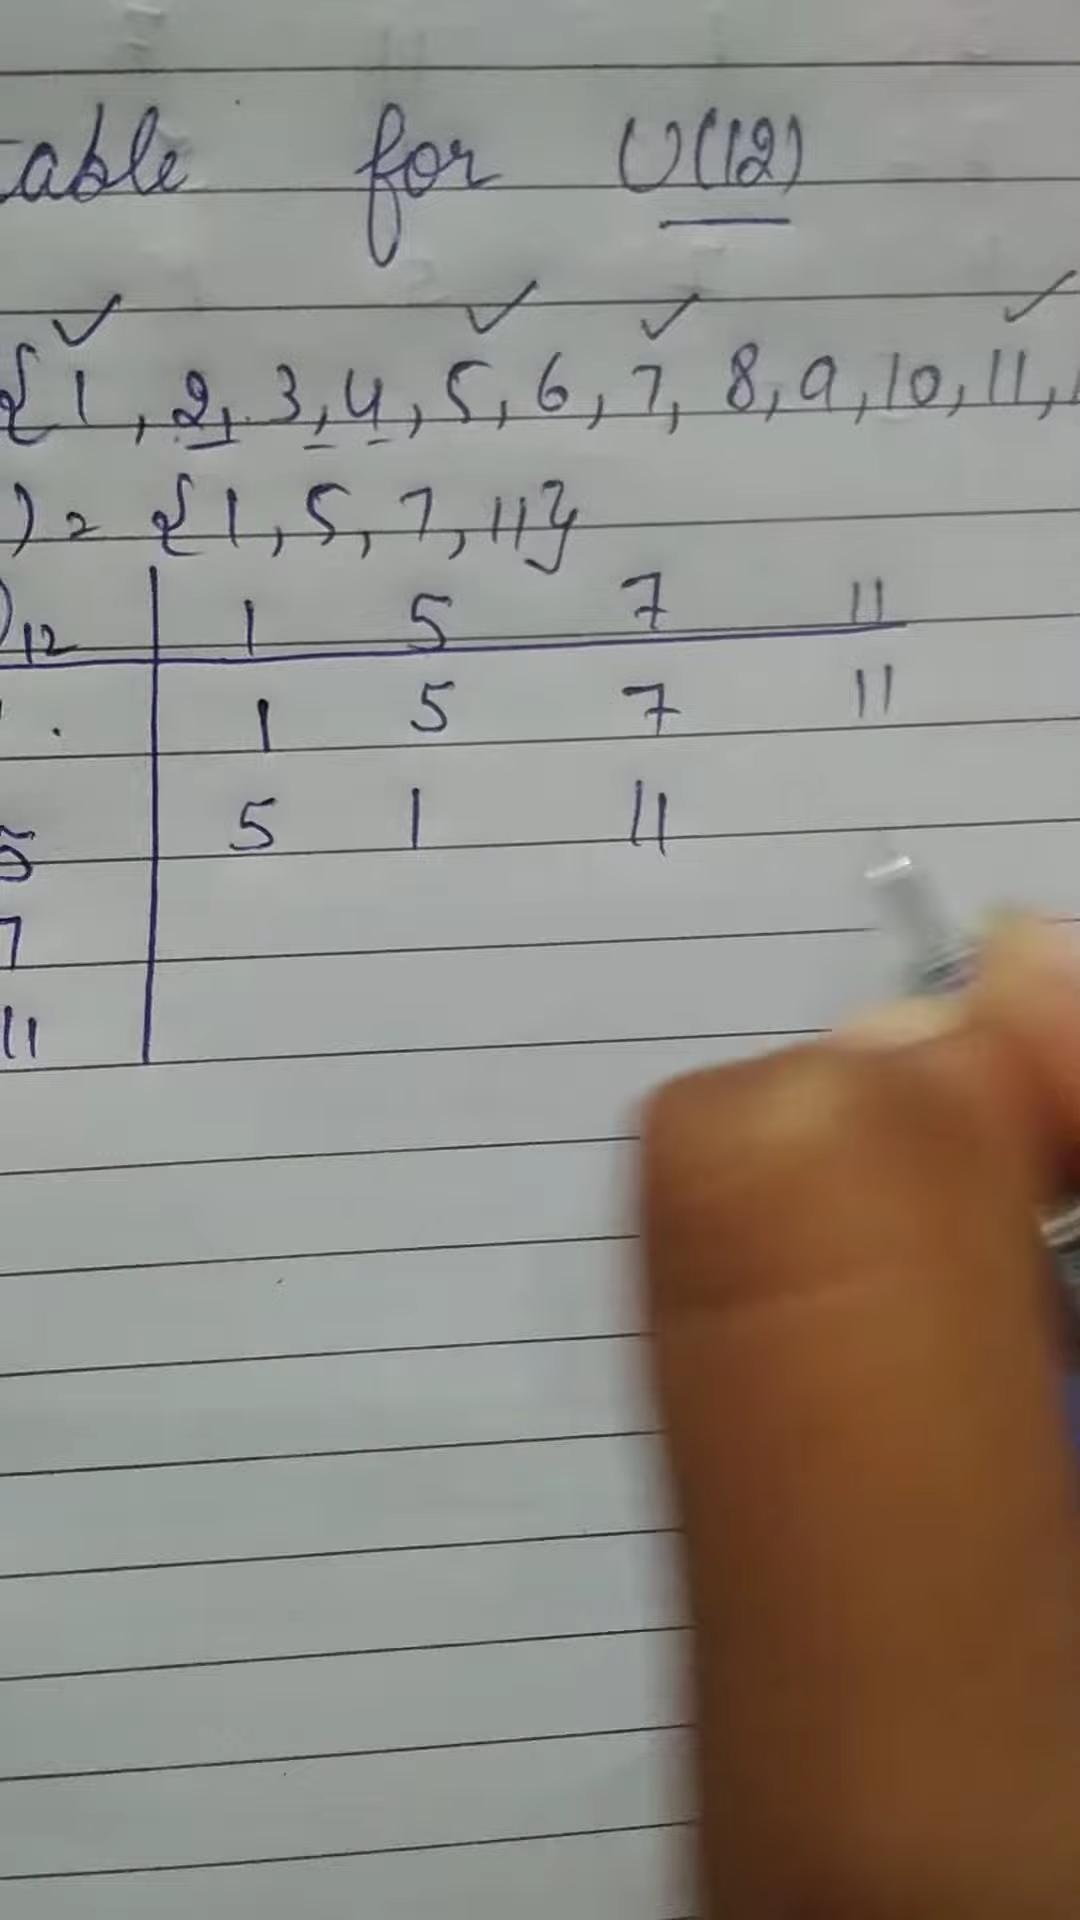 table for U(12)
{1, 2, 3, 4, 5, 6, 7, 8, 9, 10, 11,
) = {1, 5, 7, 11}
12 1 5 7 11
1 5 7 11
5 5 1 11
7
11